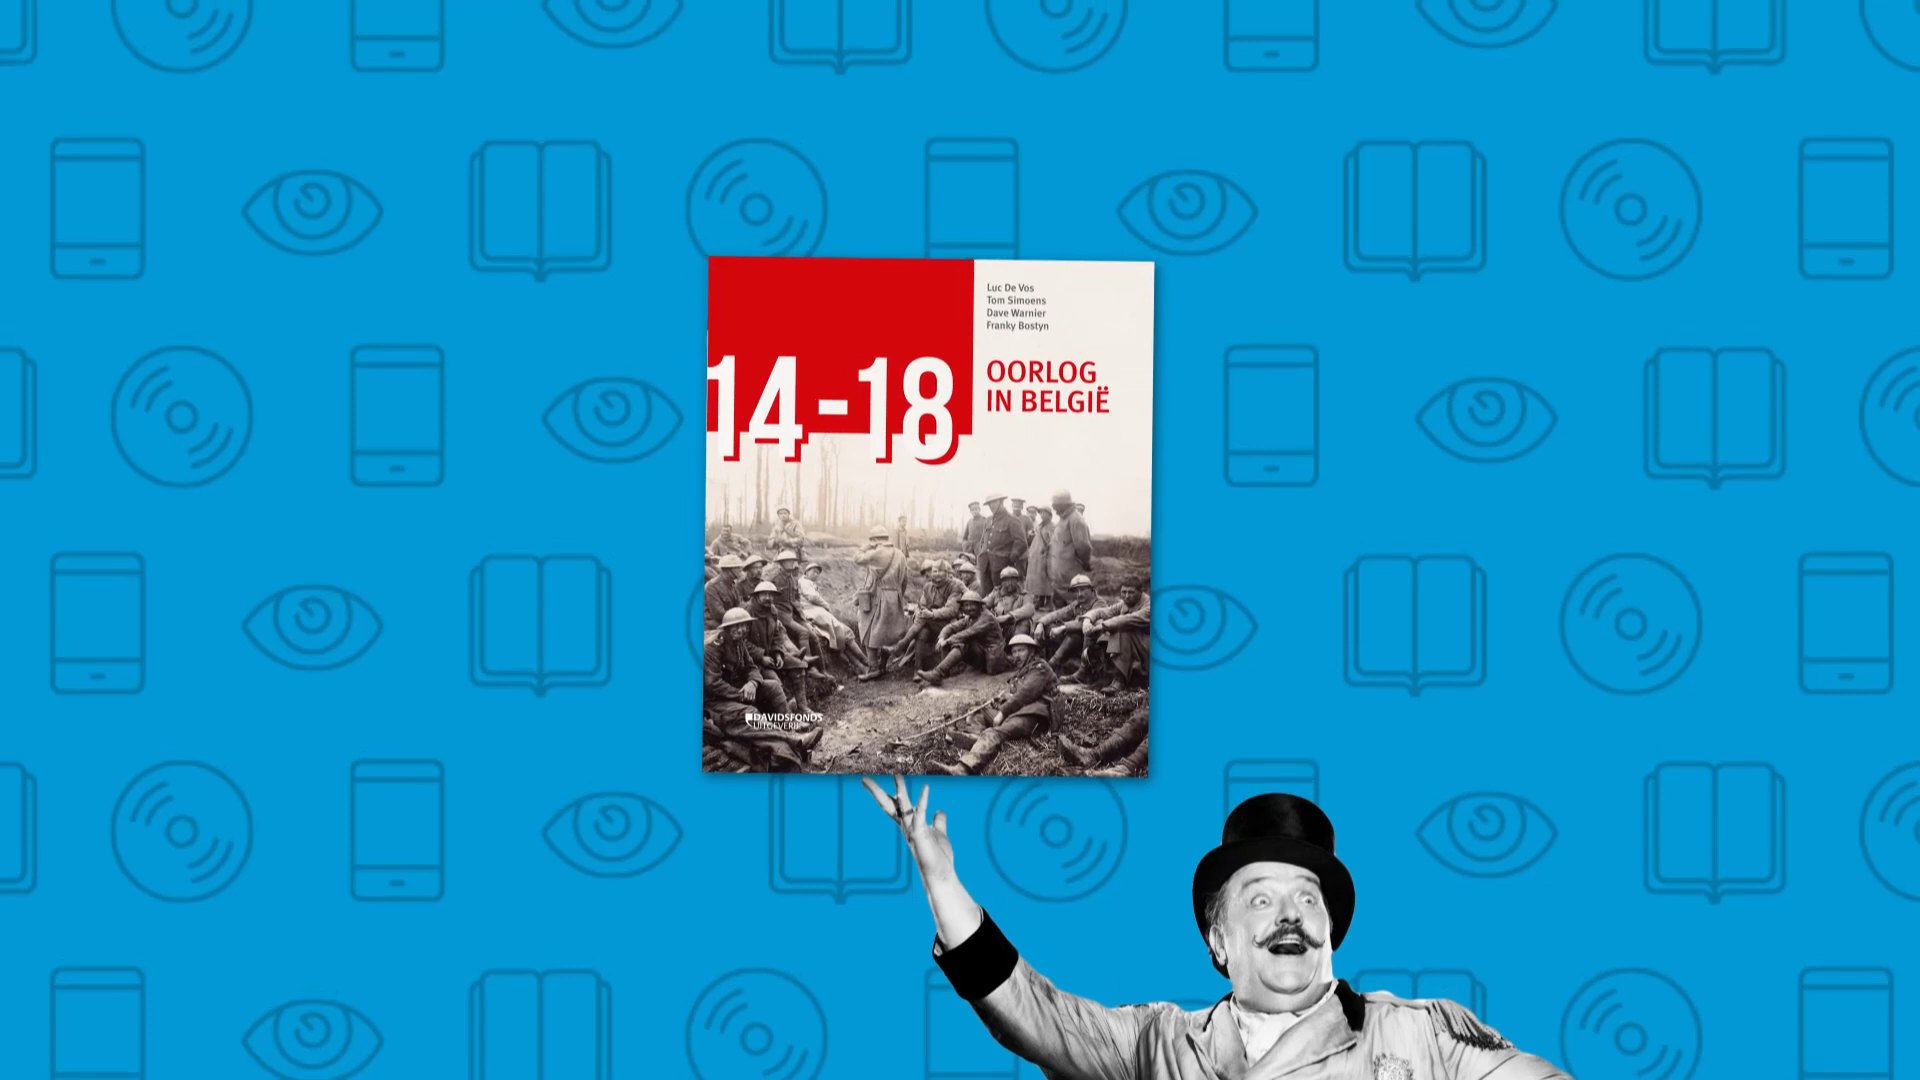 Luc De Vos
Tom Simoens
Dave Warnier
Franky Bostyn
14-18
OORLOG
IN BELGIË
DAVIDSFONDS
UITGEVERIJ